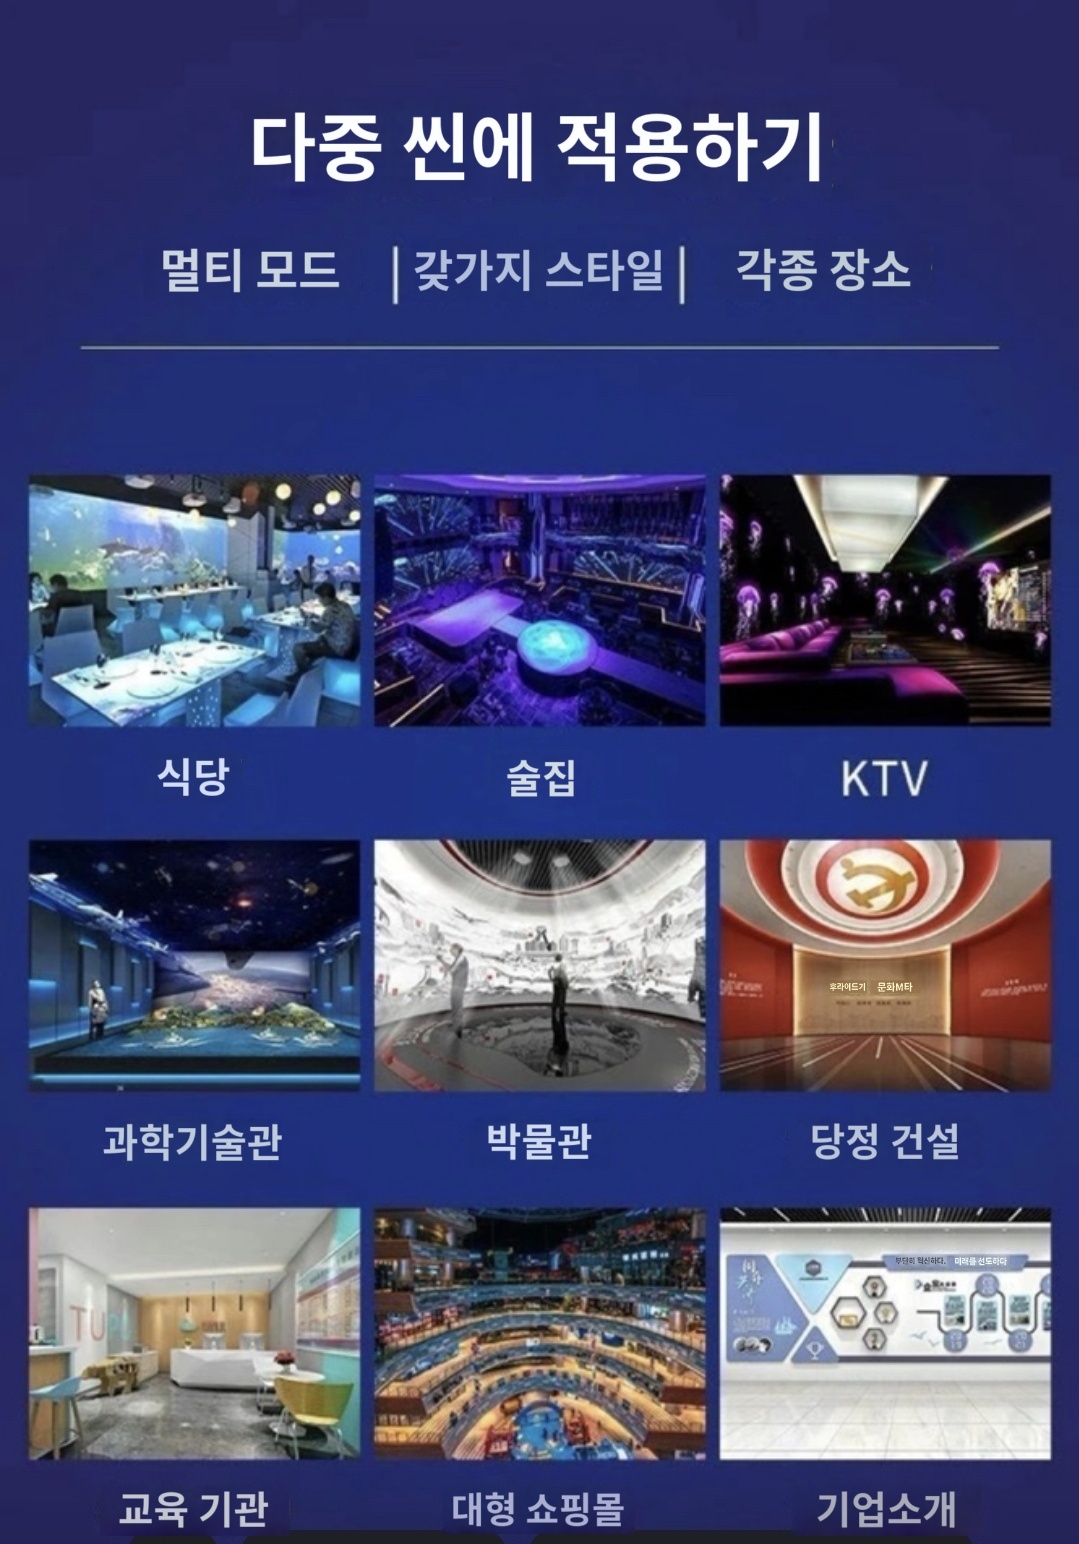 다중 씬에 적용하기
멀티 모드 | 갖가지 스타일 | 각종 장소
식당 술집 KTV
후라이드기 문화M타
과학기술관 박물관 당정 건설
부단히 혁신하다. 미래를 선도하다
TU
교육 기관 대형 쇼핑몰 기업소개